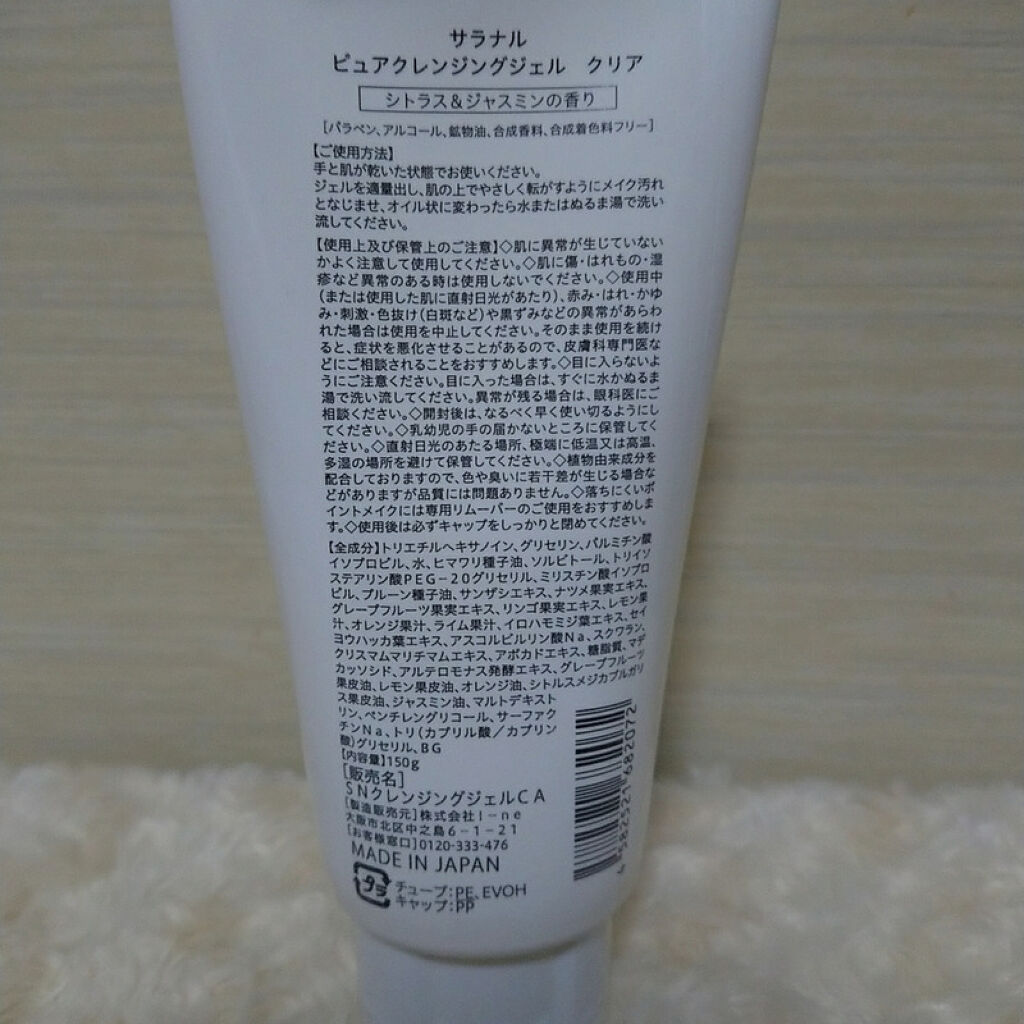 サラナル
ピュアクレンジングジェル クリア
シトラス&ジャスミンの香り
[パラベン、アルコール、鉱物油、合成香料、合成着色料フリー]
【ご使用方法】
手と肌が乾いた状態でお使いください。
ジェルを適量出し、肌の上でやさしく転がすようにメイク汚れ
となじませ、オイル状に変わったら水またはぬるま湯で洗い
流してください。
【使用上及び保管上のご注意】◇肌に異常が生じていない
かよく注意して使用してください。◇肌に傷・はれもの・湿
疹など異常のある時は使用しないでください。◇使用中
(または使用した肌に直射日光があたり)、赤み・はれ・かゆ
み・刺激・色抜け(白斑など)や黒ずみなどの異常があらわ
れた場合は使用を中止してください。そのまま使用を続け
ると、症状を悪化させることがあるので、皮膚科専門医な
どにご相談されることをおすすめします。◇目に入らないよ
うにご注意ください。目に入った場合は、すぐに水かぬるま
湯で洗い流してください。異常が残る場合は、眼科医にご
相談ください。◇開封後は、なるべく早く使い切るようにし
てください。◇乳幼児の手の届かないところに保管してく
ださい。◇直射日光のあたる場所、極端に低温又は高温、
多湿の場所を避けて保管してください。◇植物由来成分を
配合しておりますので、色や臭いに若干差が生じる場合な
どがありますが品質には問題ありません。◇落ちにくいポ
イントメイクには専用リムーバーのご使用をおすすめしま
す。◇使用後は必ずキャップをしっかりと閉めてください。
【全成分】トリエチルヘキサノイン、グリセリン、パルミチン酸
イソプロピル、水、ヒマワリ種子油、ソルビトール、トリイソ
ステアリン酸PEG-20グリセリル、ミリスチン酸イソプロ
ピル、プルーン種子油、サンザシエキス、ナツメ果実エキス、
グレープフルーツ果実エキス、リンゴ果実エキス、レモン果
汁、オレンジ果汁、ライム果汁、イロハモミジ葉エキス、セイ
ヨウハッカ葉エキス、アスコルビルリン酸Na、スクワラン、
クリスマムマリチマムエキス、アボカドエキス、糖脂質、マデ
カッソシド、アルテロモナス発酵エキス、グレープフルーツ
果皮油、レモン果皮油、オレンジ油、シトルスメジカブルガリ
ス果皮油、ジャスミン油、マルトデキスト
リン、ペンチレングリコール、サーファク
チンNa、トリ(カプリル酸/カプリン
酸)グリセリル、BG
【内容量】150g
[販売名]
SNクレンジングジェルCA
[製造販売元]株式会社I-ne
大阪市北区中之島6-1-21
[お客様窓口]0120-333-476
MADE IN JAPAN
プラ
チューブ:PE、EVOH
キャップ:PP
4 582521 682072